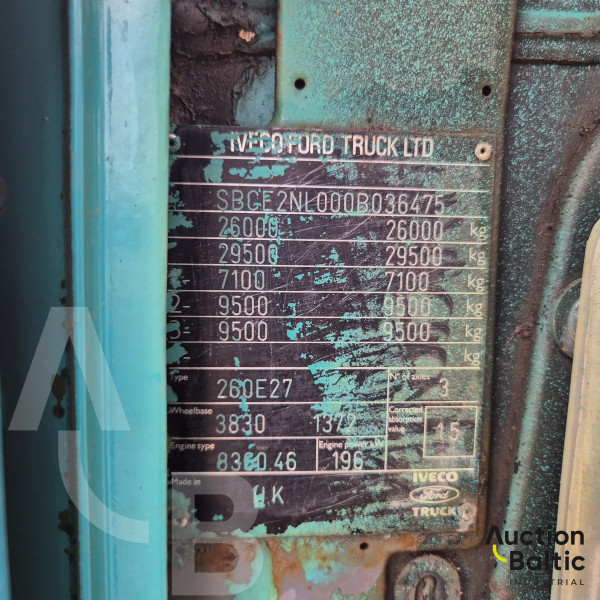 IVECO FORD TRUCK LTD
SBCE2NL000B036475
26000 26000 kg
29500 29500 kg
7100 7100 kg
2- 9500 9500 kg
3- 9500 9500 kg
- kg
Type 260E27 Nº of axles 3
Wheelbase 3830 1372 Corrected absorption value 15
Engine type 8360.46 Engine power kW 196
Made in UK
IVECO
Ford
TRUCK
AB
Auction
Baltic
INDUSTRIAL